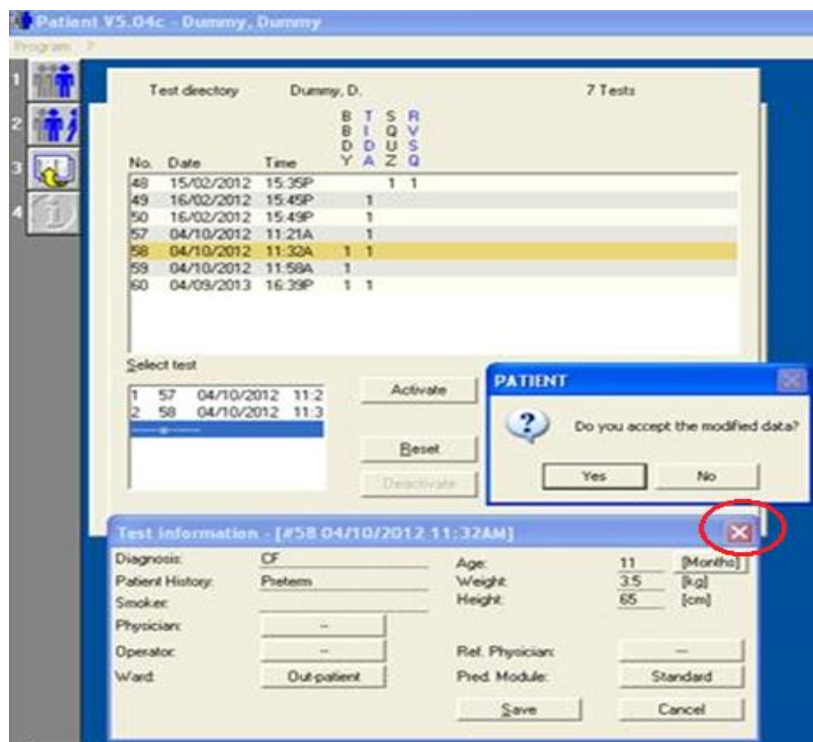 Patient V5.04c - Dummy, Dummy
Program ?
1
2
3
4
Test directory Dummy, D. 7 Tests
BBDY TIDA SQUZ RVSQ
No. Date Time
48 15/02/2012 15:35P 1 1
49 16/02/2012 15:45P 1
50 16/02/2012 15:49P 1
57 04/10/2012 11:21A 1
58 04/10/2012 11:32A 1 1
59 04/10/2012 11:58A 1
60 04/09/2013 16:39P 1 1
Select test
1 57 04/10/2012 11:2
2 58 04/10/2012 11:3
Activate
Reset
Deactivate
PATIENT
Do you accept the modified data?
Yes No
Test information - [#58 04/10/2012 11:32AM]
Diagnosis: CF Age: 11 [Months]
Patient History: Preterm Weight: 3.5 [kg]
Smoker: Height: 65 [cm]
Physician: --
Operator: -- Ref. Physician: ---
Ward: Out-patient Pred. Module: Standard
Save Cancel